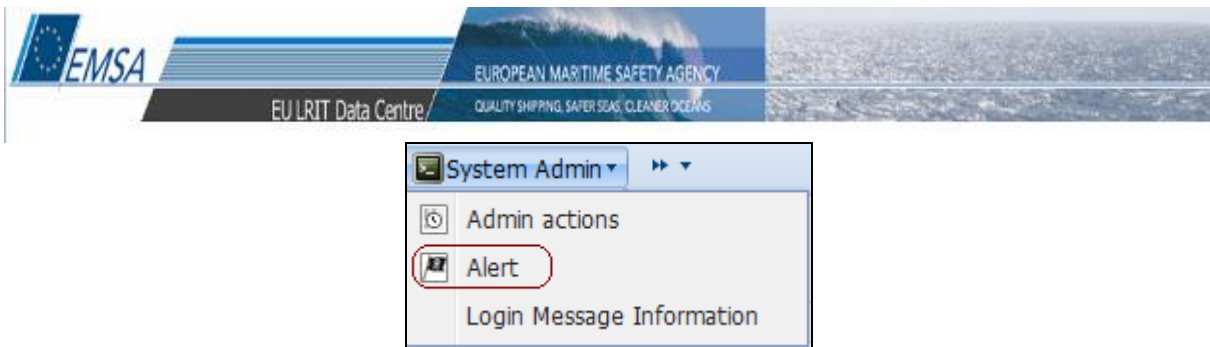 EMSA
EUROPEAN MARITIME SAFETY AGENCY
EU LRIT Data Centre
QUALITY SHIPPING, SAFER SEAS, CLEANER OCEANS
System Admin
Admin actions
Alert
Login Message Information